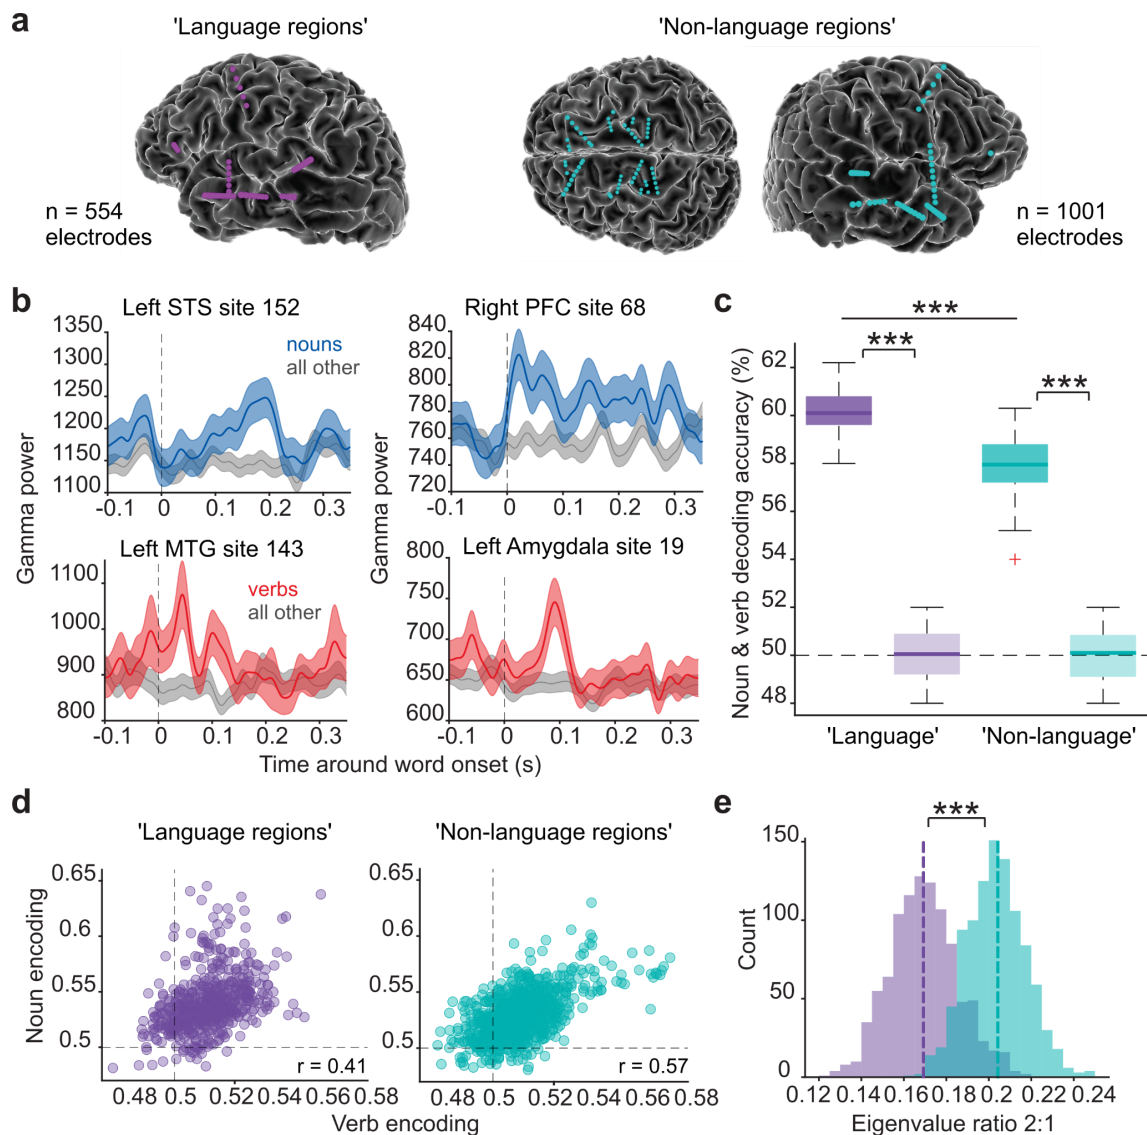 a
'Language regions'
'Non-language regions'
n = 554
electrodes
n = 1001
electrodes
b
Left STS site 152
Right PFC site 68
1350
1300
1250
1200
1150
1100
nouns
all other
840
820
800
780
760
740
720
-0.1 0 0.1 0.2 0.3
-0.1 0 0.1 0.2 0.3
Gamma power
Gamma power
Left MTG site 143
Left Amygdala site 19
1100
1000
900
800
verbs
all other
800
750
700
650
600
-0.1 0 0.1 0.2 0.3
-0.1 0 0.1 0.2 0.3
Time around word onset (s)
c
***
***
***
Noun & verb decoding accuracy (%)
62
60
58
56
54
52
50
48
'Language' 'Non-language'
d
'Language regions'
'Non-language regions'
Noun encoding
0.65
0.6
0.55
0.5
r = 0.41
0.48 0.5 0.52 0.54 0.56 0.58
0.65
0.6
0.55
0.5
r = 0.57
0.48 0.5 0.52 0.54 0.56 0.58
Verb encoding
e
***
Count
150
100
50
0
0.12 0.14 0.16 0.18 0.2 0.22 0.24
Eigenvalue ratio 2:1